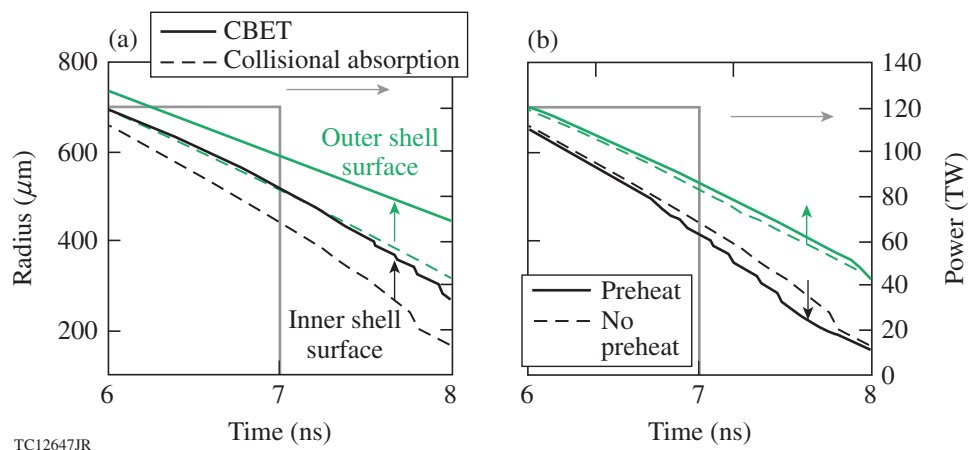 (a)
CBET
Collisional absorption
(b)
800
600
400
200
Radius (μm)
Outer shell
surface
Inner shell
surface
6
7
8
Time (ns)
Preheat
No
preheat
6
7
8
Time (ns)
140
120
100
80
60
40
20
0
Power (TW)
TC12647JR